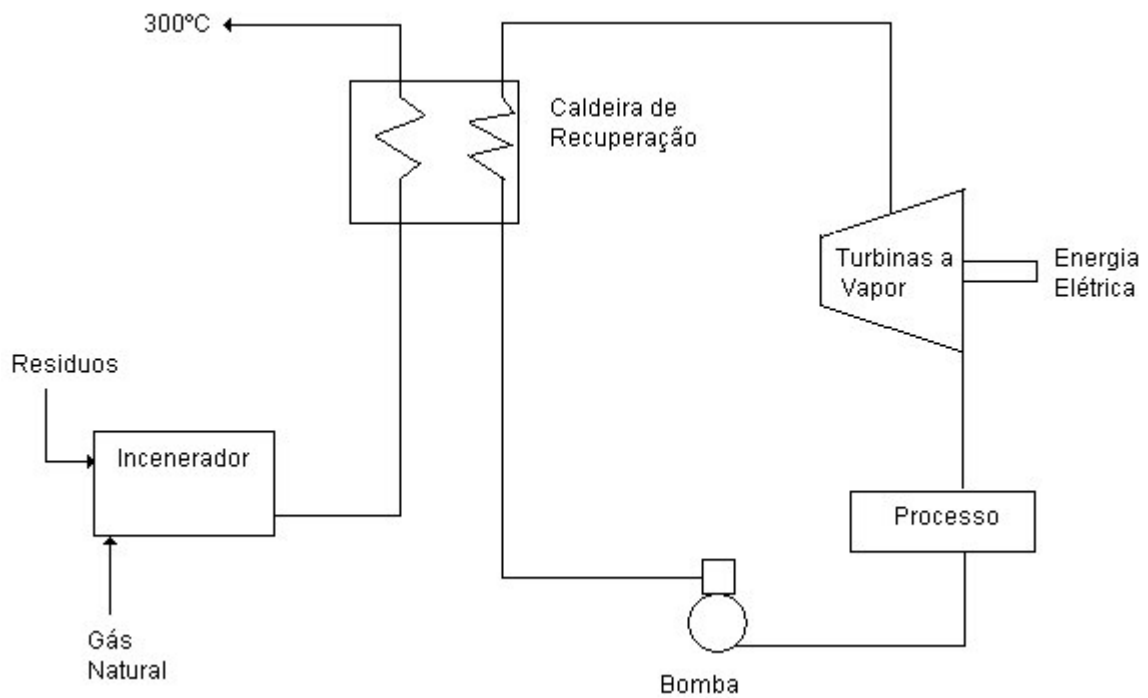 300ºC
Caldeira de
Recuperação
Turbinas a
Vapor
Energia
Elétrica
Residuos
Incenerador
Processo
Gás
Natural
Bomba